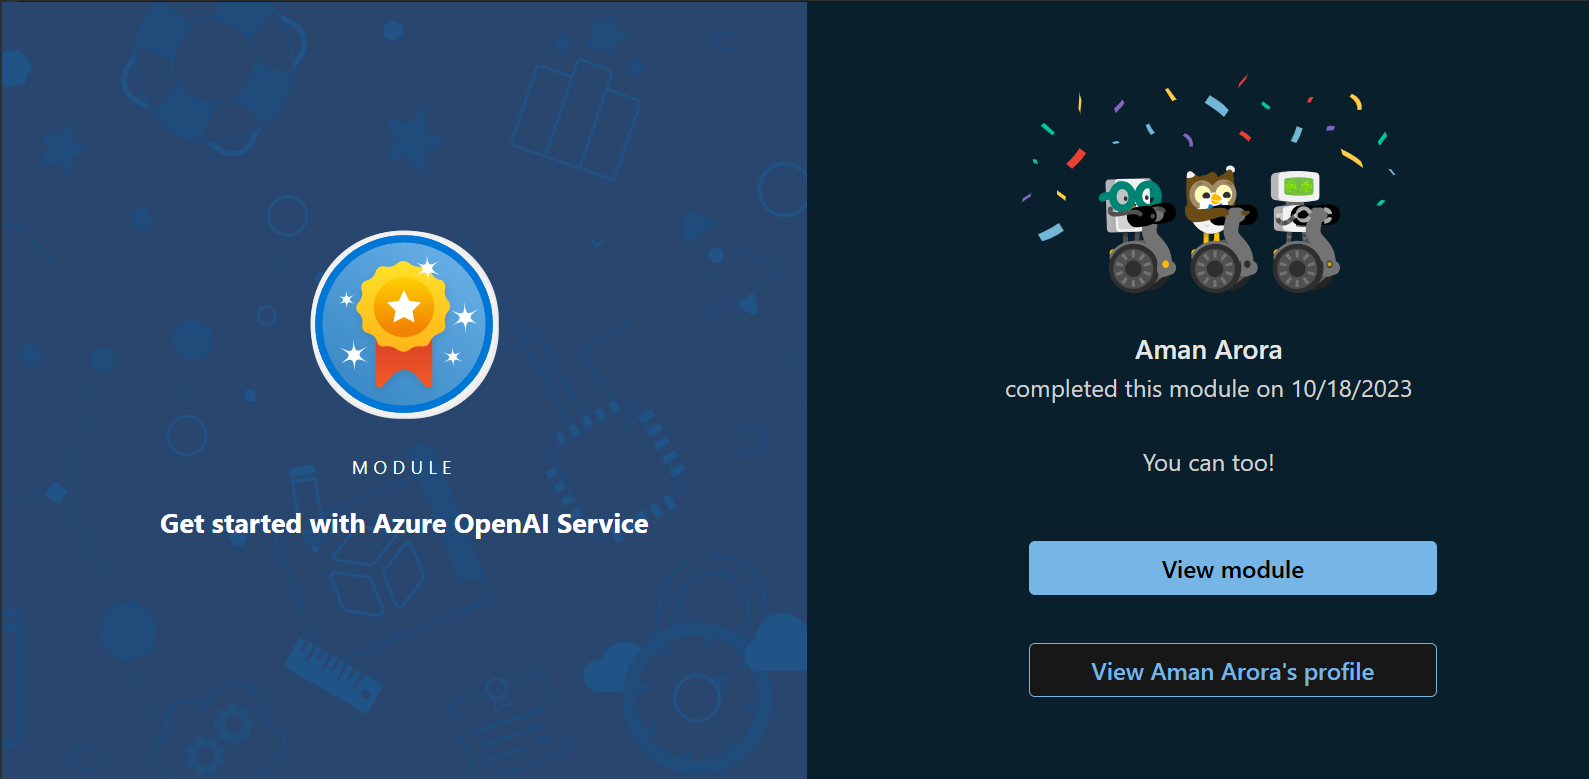 MODULE
Get started with Azure OpenAI Service
Aman Arora
completed this module on 10/18/2023
You can too!
View module
View Aman Arora's profile